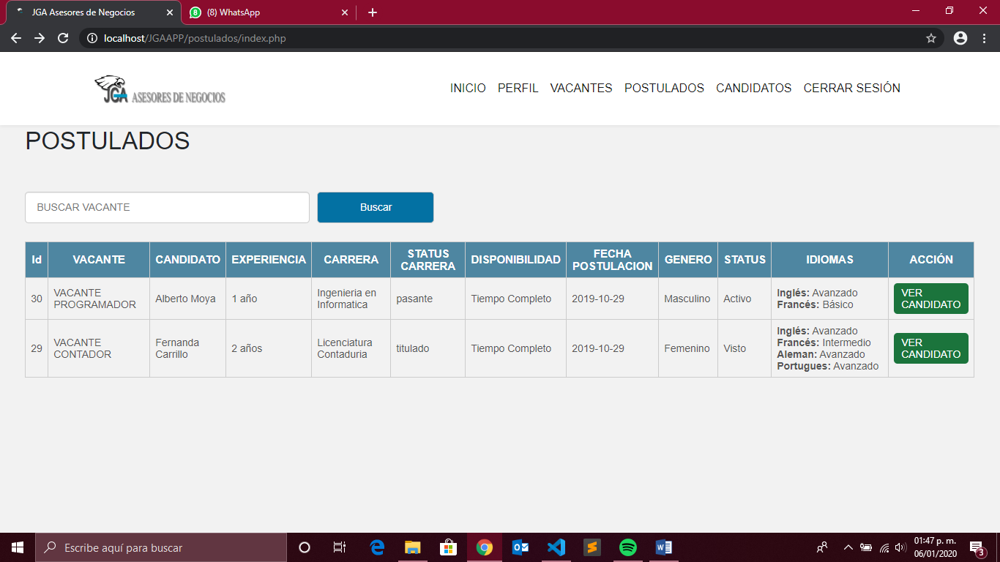 JGA Asesores de Negocios
(8) WhatsApp
localhost/JGAAPP/postulados/index.php
JGA ASESORES DE NEGOCIOS
INICIO PERFIL VACANTES POSTULADOS CANDIDATOS CERRAR SESIÓN
POSTULADOS
BUSCAR VACANTE Buscar
Id VACANTE CANDIDATO EXPERIENCIA CARRERA STATUS CARRERA DISPONIBILIDAD FECHA POSTULACION GENERO STATUS IDIOMAS ACCIÓN
30 VACANTE PROGRAMADOR Alberto Moya 1 año Ingenieria en Informatica pasante Tiempo Completo 2019-10-29 Masculino Activo Inglés: Avanzado
Francés: Básico
VER CANDIDATO
29 VACANTE CONTADOR Fernanda Carrillo 2 años Licenciatura Contaduria titulado Tiempo Completo 2019-10-29 Femenino Visto Inglés: Avanzado
Francés: Intermedio
Aleman: Avanzado
Portugues: Avanzado
VER CANDIDATO
Escribe aquí para buscar
01:47 p. m.
06/01/2020
3